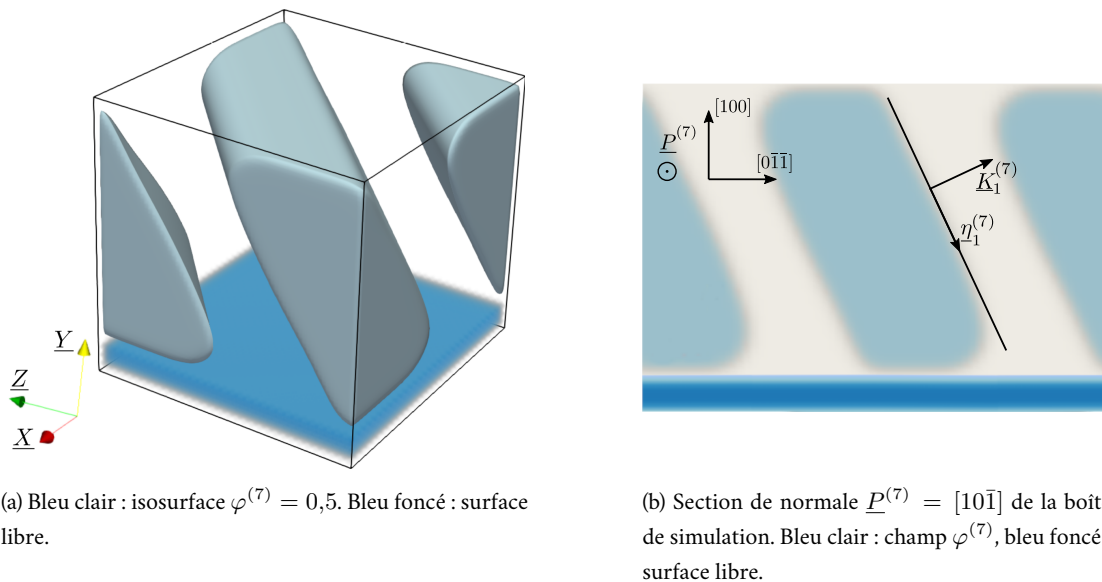 Y
Z
X
[100]
P^(7)
[01̄1̄]
K_1^(7)
η_1^(7)
(a) Bleu clair : isosurface φ^(7) = 0,5. Bleu foncé : surface
libre.
(b) Section de normale P^(7) = [101̄] de la boît
de simulation. Bleu clair : champ φ^(7), bleu foncé
surface libre.